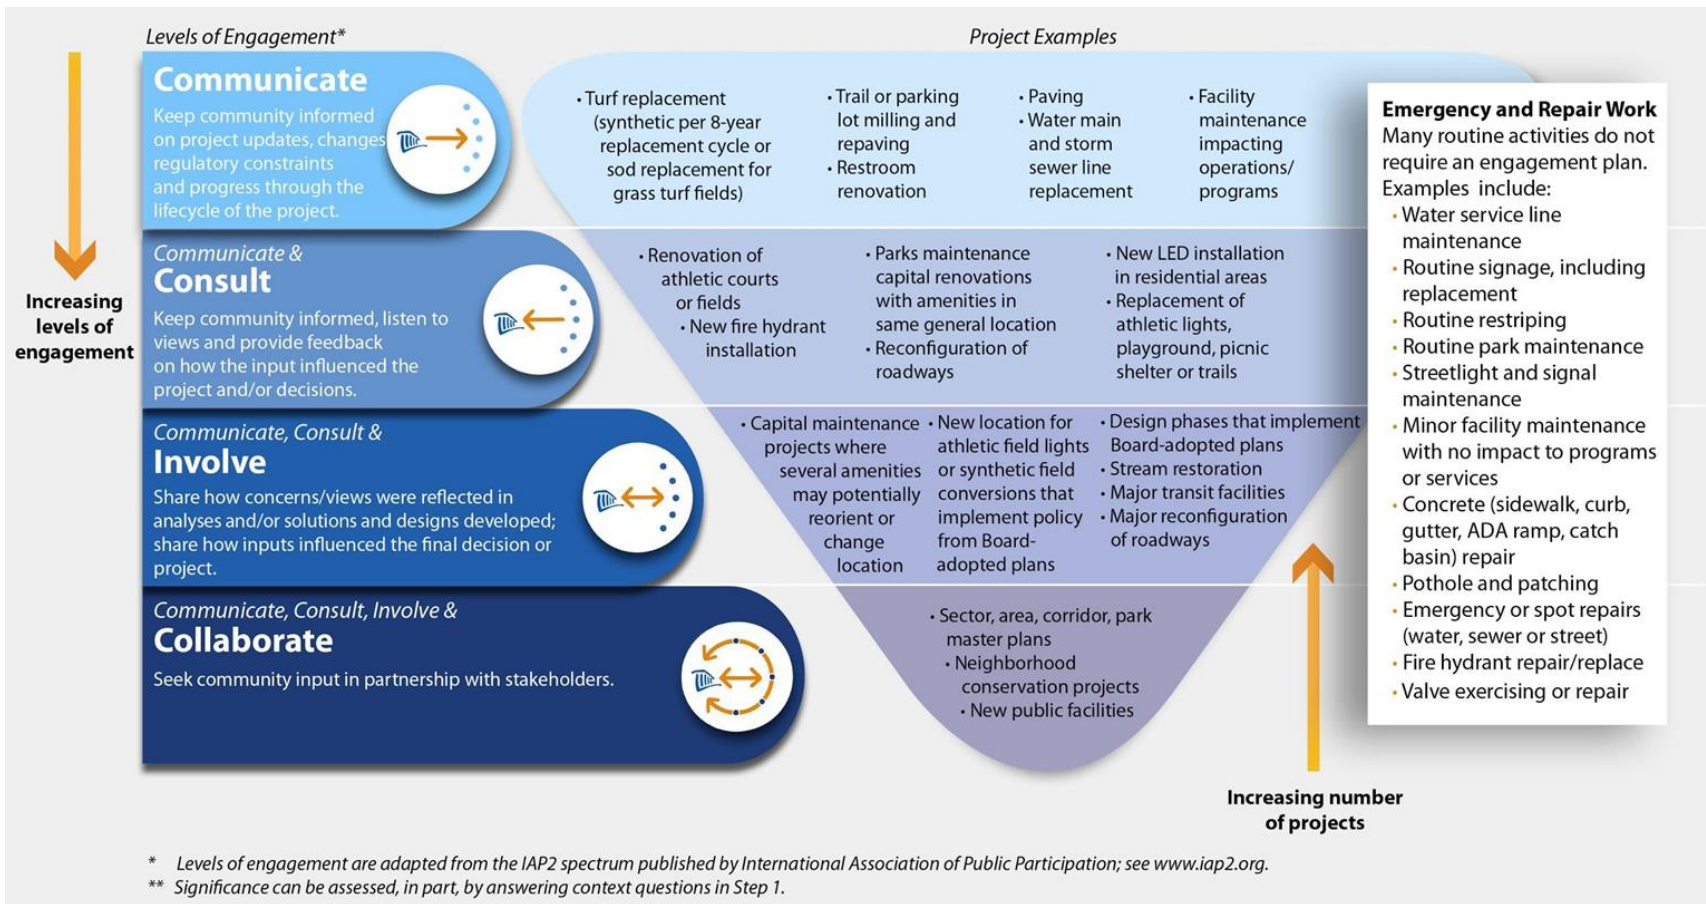 Levels of Engagement*
Project Examples
Communicate
Keep community informed
on project updates, changes
regulatory constraints
and progress through the
lifecycle of the project.
• Turf replacement
(synthetic per 8-year
replacement cycle or
sod replacement for
grass turf fields)
• Trail or parking
lot milling and
repaving
• Restroom
renovation
• Paving
• Water main
and storm
sewer line
replacement
• Facility
maintenance
impacting
operations/
programs
Increasing
levels of
engagement
Communicate &
Consult
Keep community informed, listen to
views and provide feedback
on how the input influenced the
project and/or decisions.
• Renovation of
athletic courts
or fields
• New fire hydrant
installation
• Parks maintenance
capital renovations
with amenities in
same general location
• Reconfiguration of
roadways
• New LED installation
in residential areas
• Replacement of
athletic lights,
playground, picnic
shelter or trails
Communicate, Consult &
Involve
Share how concerns/views were reflected in
analyses and/or solutions and designs developed;
share how inputs influenced the final decision or
project.
• Capital maintenance
projects where
several amenities
may potentially
reorient or
change
location
• New location for
athletic field lights
or synthetic field
conversions that
implement policy
from Board-
adopted plans
• Design phases that implement
Board-adopted plans
• Stream restoration
• Major transit facilities
• Major reconfiguration
of roadways
Communicate, Consult, Involve &
Collaborate
Seek community input in partnership with stakeholders.
• Sector, area, corridor, park
master plans
• Neighborhood
conservation projects
• New public facilities
Emergency and Repair Work
Many routine activities do not
require an engagement plan.
Examples include:
• Water service line
maintenance
• Routine signage, including
replacement
• Routine restriping
• Routine park maintenance
• Streetlight and signal
maintenance
• Minor facility maintenance
with no impact to programs
or services
• Concrete (sidewalk, curb,
gutter, ADA ramp, catch
basin) repair
• Pothole and patching
• Emergency or spot repairs
(water, sewer or street)
• Fire hydrant repair/replace
• Valve exercising or repair
Increasing number
of projects
* Levels of engagement are adapted from the IAP2 spectrum published by International Association of Public Participation; see www.iap2.org.
** Significance can be assessed, in part, by answering context questions in Step 1.